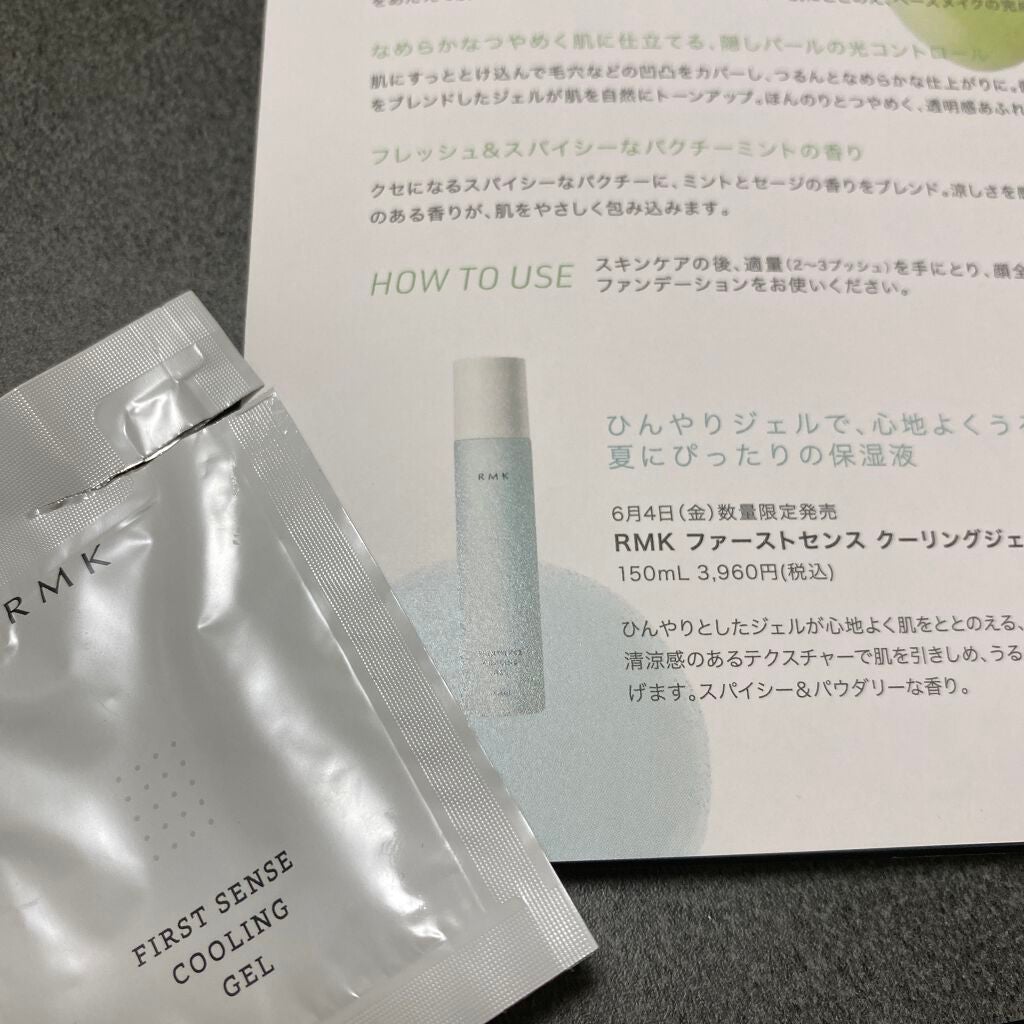 なめらかなつやめく肌に仕立てる、隠しパールの光コントロール
肌にすっととけ込んで毛穴などの凹凸をカバーし、つるんとなめらかな仕上がりに。
をブレンドしたジェルが肌を自然にトーンアップ。ほんのりとつやめく、透明感あふれ
フレッシュ&スパイシーなパクチーミントの香り
クセになるスパイシーなパクチーに、ミントとセージの香りをブレンド。涼しさを
のある香りが、肌をやさしく包み込みます。
HOW TO USE
スキンケアの後、適量(2〜3プッシュ)を手にとり、顔全
ファンデーションをお使いください。
RMK
ひんやりジェルで、心地よくうる
夏にぴったりの保湿液
6月4日(金)数量限定発売
RMK ファーストセンス クーリングジェ
150mL 3,960円(税込)
ひんやりとしたジェルが心地よく肌をととのえる、
清涼感のあるテクスチャーで肌を引きしめ、うる
げます。スパイシー&パウダリーな香り。
RMK
FIRST SENSE
COOLING
GEL